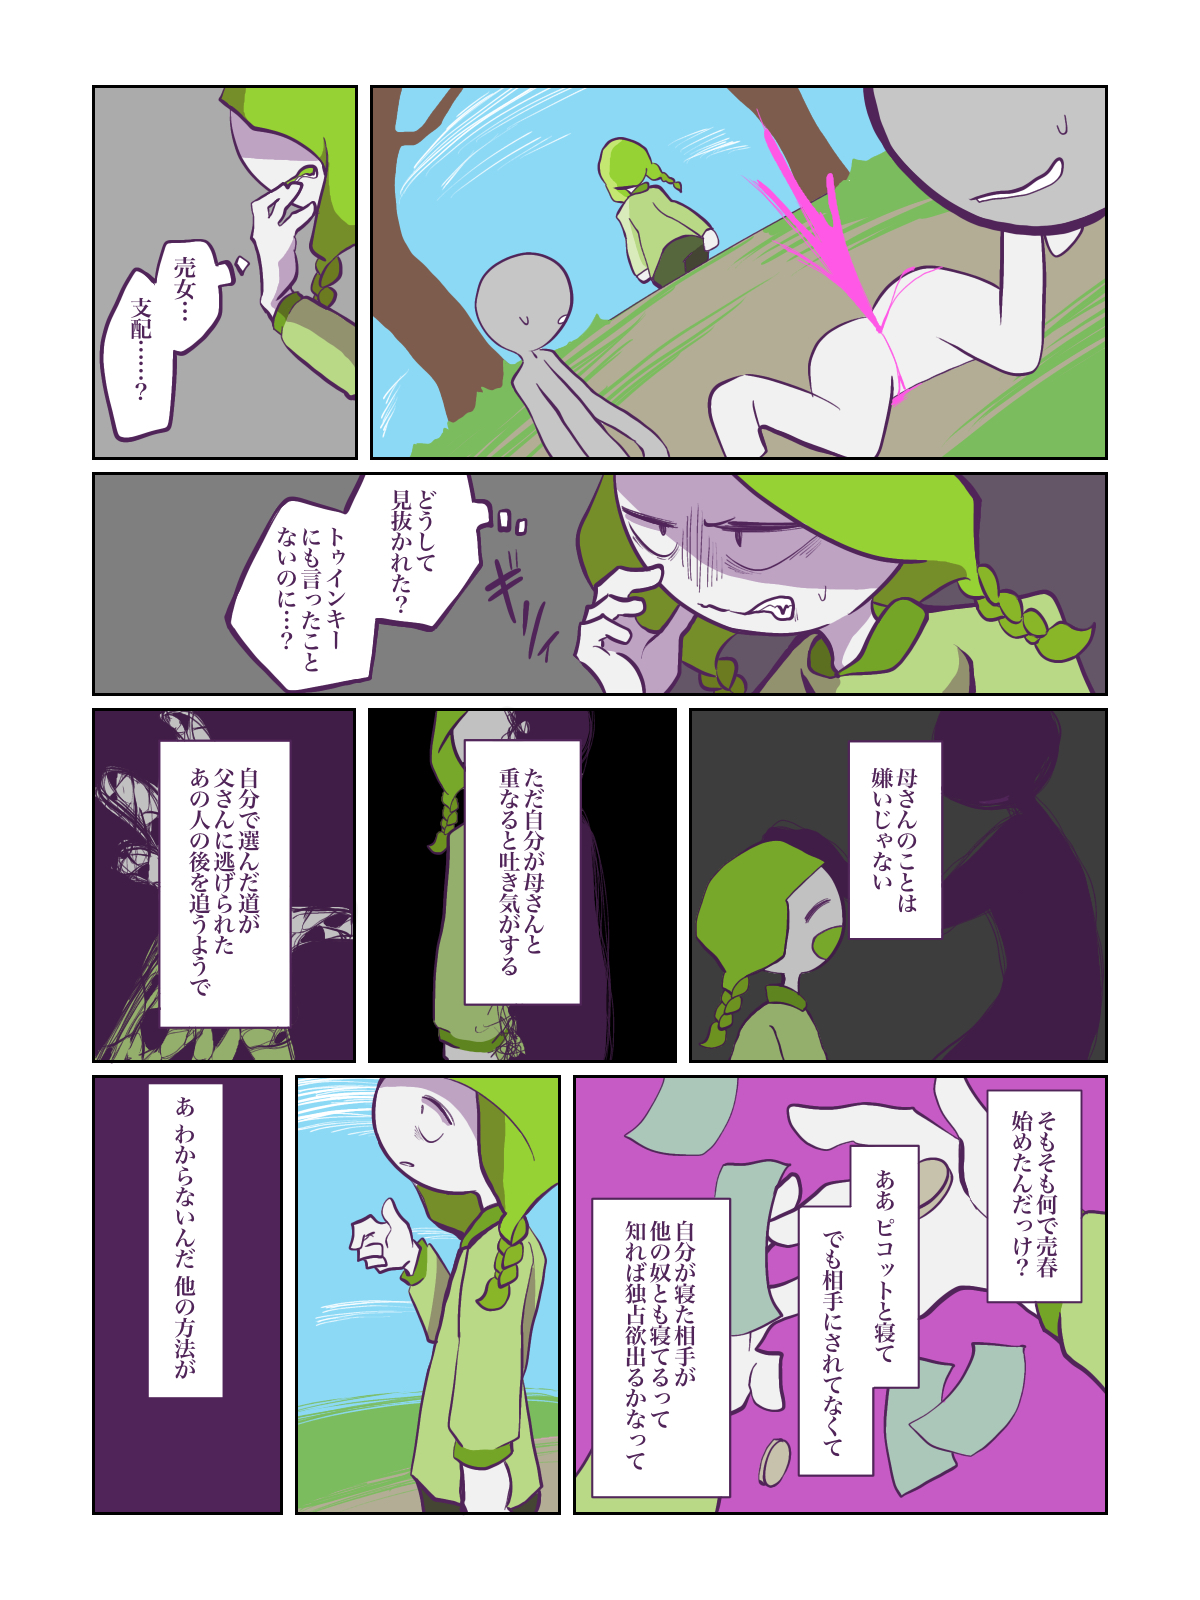 売女…
支配……？
どうして
見抜かれた？
トゥインキー
にも言ったこと
ないのに…？
ギリィ
母さんのことは
嫌いじゃない
ただ自分が母さんと
重なると吐き気がする
自分で選んだ道が
父さんに逃げられた
あの人の後を追うようで
そもそも何で売春
始めたんだっけ？
ああ ピコットと寝て
でも相手にされてなくて
自分が寝た相手が
他の奴とも寝てるって
知れば独占欲出るかなって
あ わからないんだ 他の方法が